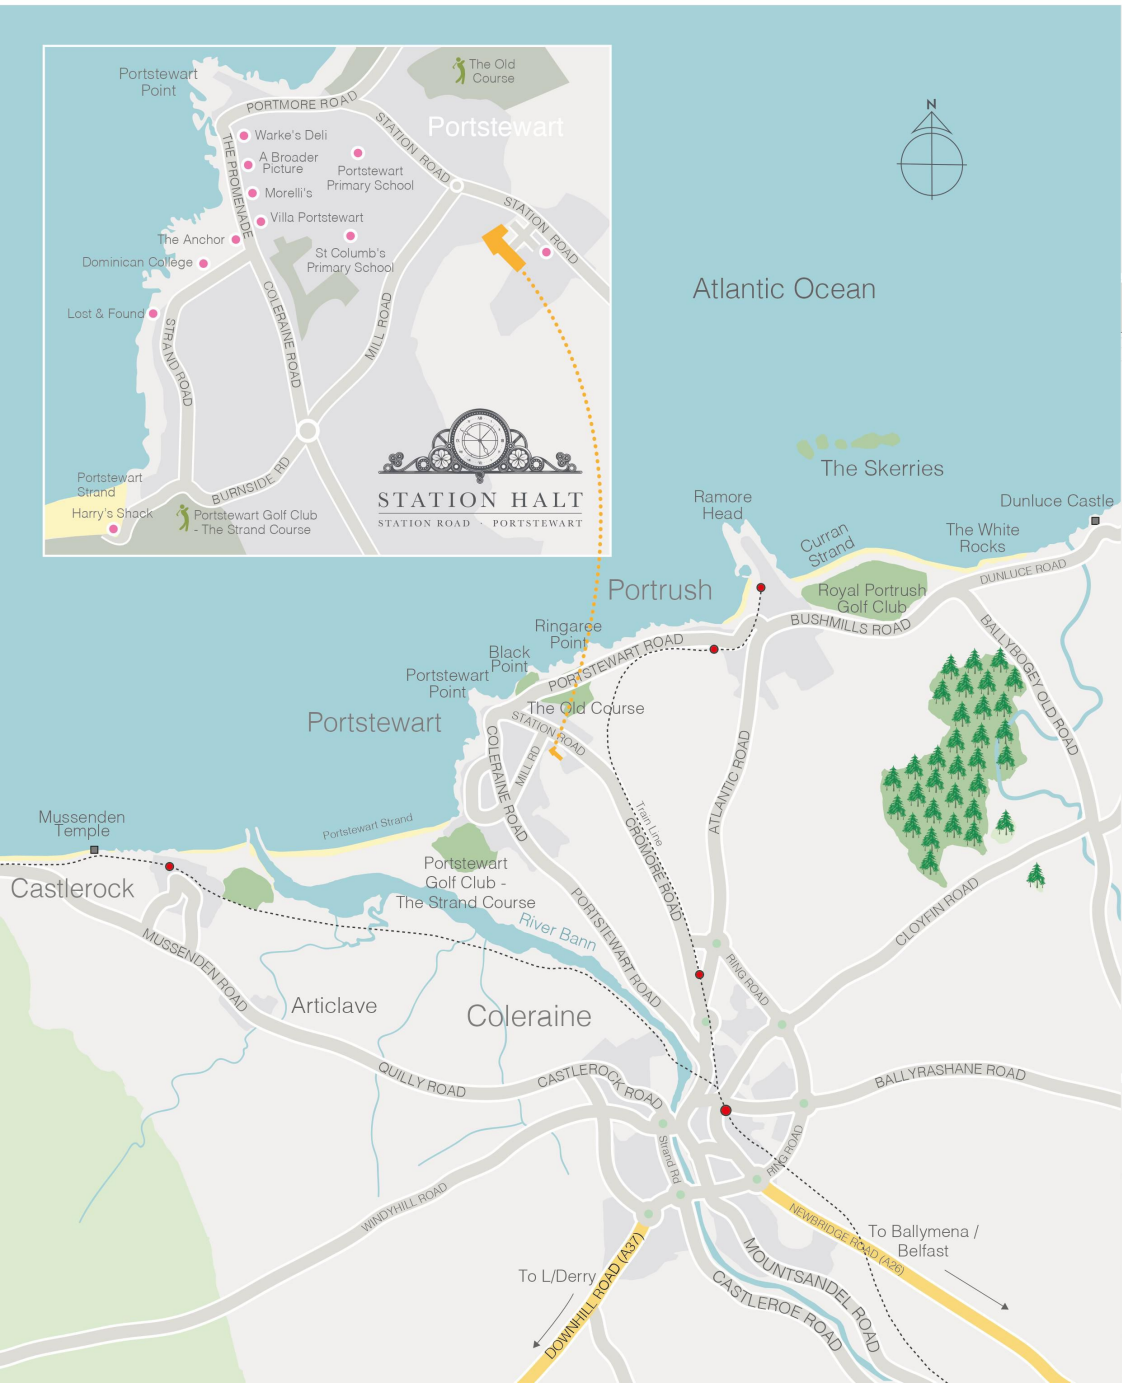 Portstewart
Point
PORTMORE ROAD
The Old
Course
STATION ROAD
Portstewart
THE PROMENADE
Warke's Deli
A Broader
Picture
Portstewart
Primary School
Morelli's
Villa Portstewart
STATION ROAD
The Anchor
St Columb's
Primary School
Dominican College
COLERAINE ROAD
MILL ROAD
Lost & Found
STRAND ROAD
Portstewart
Strand
BURNSIDE RD
Harry's Shack
Portstewart Golf Club
- The Strand Course
STATION HALT
STATION ROAD · PORTSTEWART
N
Atlantic Ocean
The Skerries
Ramore
Head
Dunluce Castle
Curran
Strand
The White
Rocks
DUNLUCE ROAD
Portrush
Royal Portrush
Golf Club
BUSHMILLS ROAD
BALLYBOGEY OLD ROAD
Ringaree
Point
PORTSTEWART ROAD
Black
Point
Portstewart
Point
The Old Course
STATION ROAD
Portstewart
COLERAINE ROAD
MILL RD
ATLANTIC ROAD
Train Line
CROMORE ROAD
Mussenden
Temple
Portstewart Strand
Castlerock
Portstewart
Golf Club -
The Strand Course
River Bann
PORTSTEWART ROAD
CLOYFIN ROAD
MUSSENDEN ROAD
RING ROAD
Articlave
Coleraine
QUILLY ROAD
CASTLEROCK ROAD
BALLYRASHANE ROAD
Strand Rd
RING ROAD
WINDYHILL ROAD
NEWBRIDGE ROAD (A26)
To Ballymena /
Belfast
To L/Derry
DOWNHILL ROAD (A37)
MOUNTSANDEL ROAD
CASTLEROE ROAD